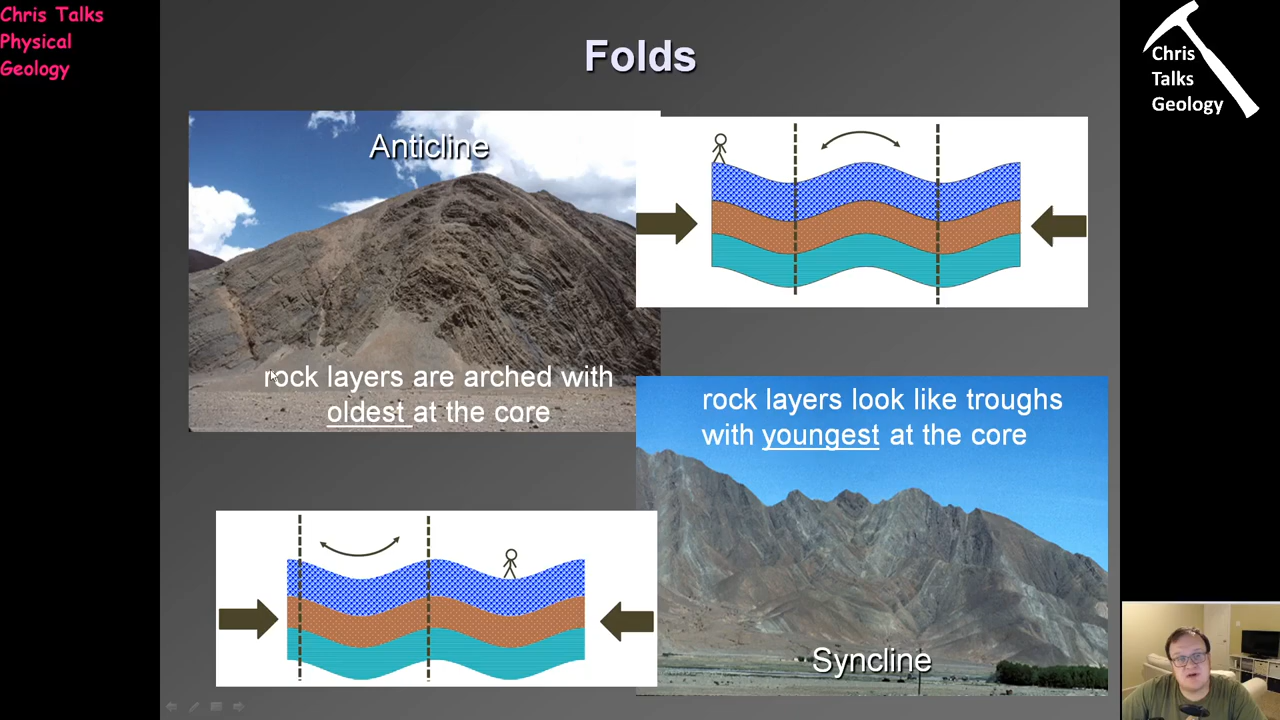 Chris Talks
Physical
Geology
Folds
Chris
Talks
Geology
Anticline
rock layers are arched with
oldest at the core
rock layers look like troughs
with youngest at the core
Syncline